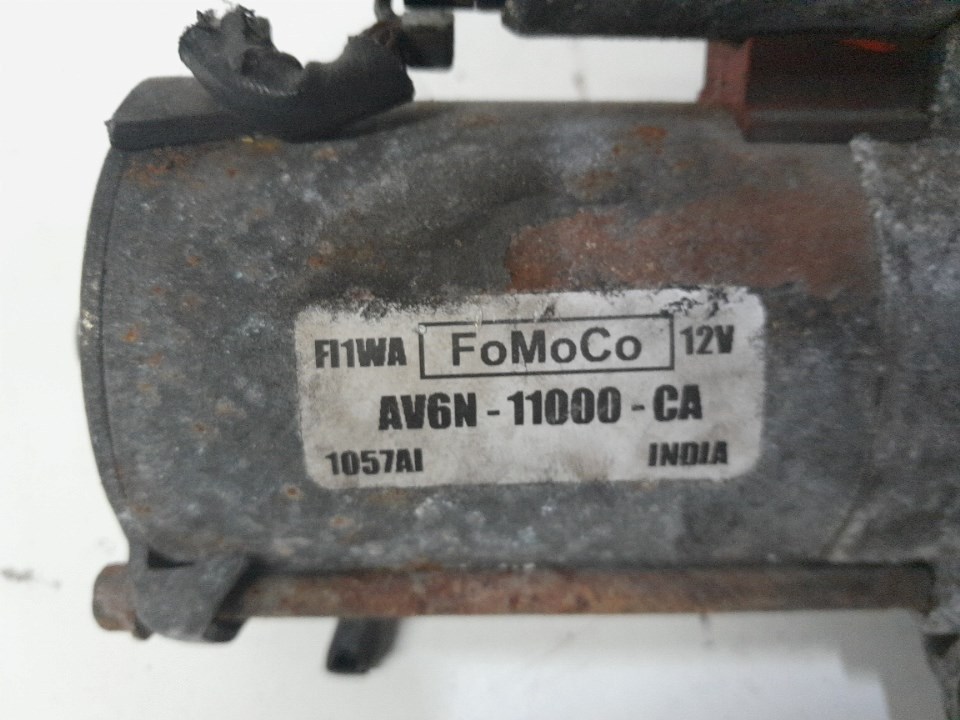 FI1WA FoMoCo 12V
AV6N - 11000 - CA
1057AI INDIA